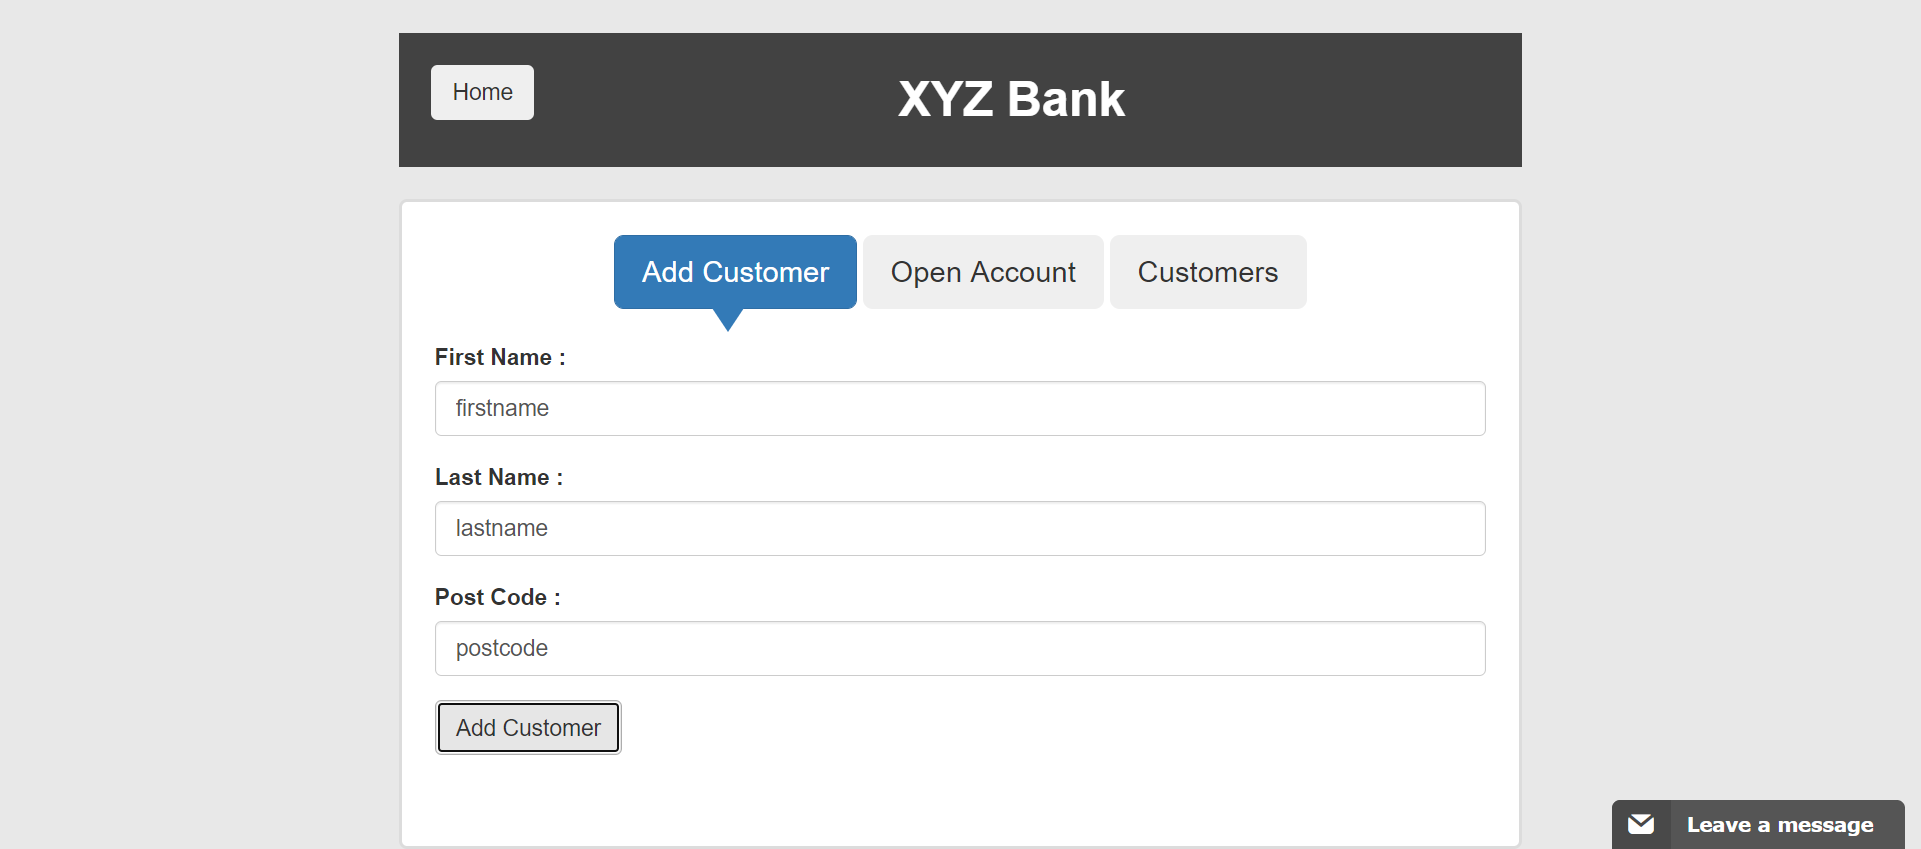 Home
XYZ Bank
Add Customer
Open Account
Customers
First Name :
firstname
Last Name :
lastname
Post Code :
postcode
Add Customer
Leave a message